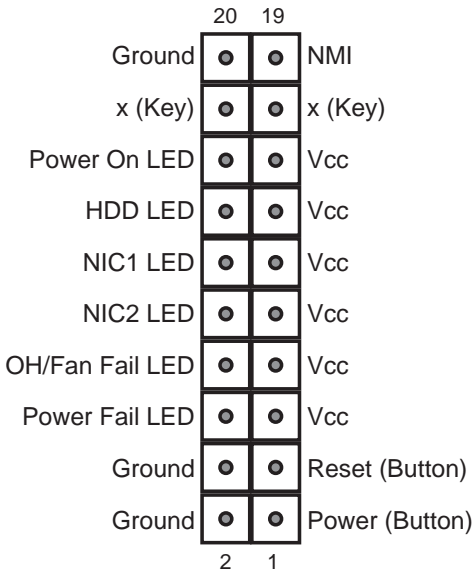 20 19
Ground NMI
x (Key) x (Key)
Power On LED Vcc
HDD LED Vcc
NIC1 LED Vcc
NIC2 LED Vcc
OH/Fan Fail LED Vcc
Power Fail LED Vcc
Ground Reset (Button)
Ground Power (Button)
2 1